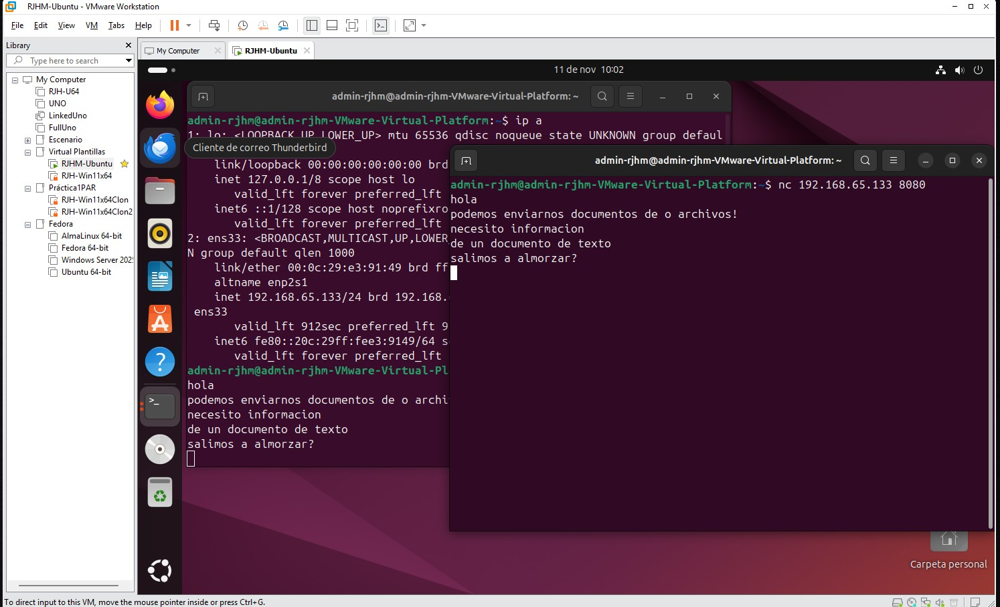 RJHM-Ubuntu - VMware Workstation
File Edit View VM Tabs Help
Library
Type here to search
My Computer
RJH-U64
UNO
LinkedUno
FullUno
Escenario
Virtual Plantillas
RJHM-Ubuntu
RJH-Win11x64
Práctica1PAR
RJH-Win11x64Clon
RJH-Win11x64Clon2
Fedora
AlmaLinux 64-bit
Fedora 64-bit
Windows Server 202
Ubuntu 64-bit
My Computer
RJHM-Ubuntu
11 de nov 10:02
admin-rjhm@admin-rjhm-VMware-Virtual-Platform: ~
admin-rjhm@admin-rjhm-VMware-Virtual-Platform:~$ ip a
1: lo: <LOOPBACK,UP,LOWER_UP> mtu 65536 qdisc noqueue state UNKNOWN group defaul
Cliente de correo Thunderbird
link/loopback 00:00:00:00:00:00 brd
inet 127.0.0.1/8 scope host lo
valid_lft forever preferred_lft
inet6 ::1/128 scope host noprefixro
valid_lft forever preferred_lft
2: ens33: <BROADCAST,MULTICAST,UP,LOWER
N group default qlen 1000
link/ether 00:0c:29:e3:91:49 brd ff
altname enp2s1
inet 192.168.65.133/24 brd 192.168.
ens33
valid_lft 912sec preferred_lft 9
inet6 fe80::20c:29ff:fee3:9149/64 s
valid_lft forever preferred_lft
admin-rjhm@admin-rjhm-VMware-Virtual-Pl
hola
podemos enviarnos documentos de o archi
necesito informacion
de un documento de texto
salimos a almorzar?
admin-rjhm@admin-rjhm-VMware-Virtual-Platform: ~
admin-rjhm@admin-rjhm-VMware-Virtual-Platform:~$ nc 192.168.65.133 8080
hola
podemos enviarnos documentos de o archivos!
necesito informacion
de un documento de texto
salimos a almorzar?
Carpeta personal
To direct input to this VM, move the mouse pointer inside or press Ctrl+G.